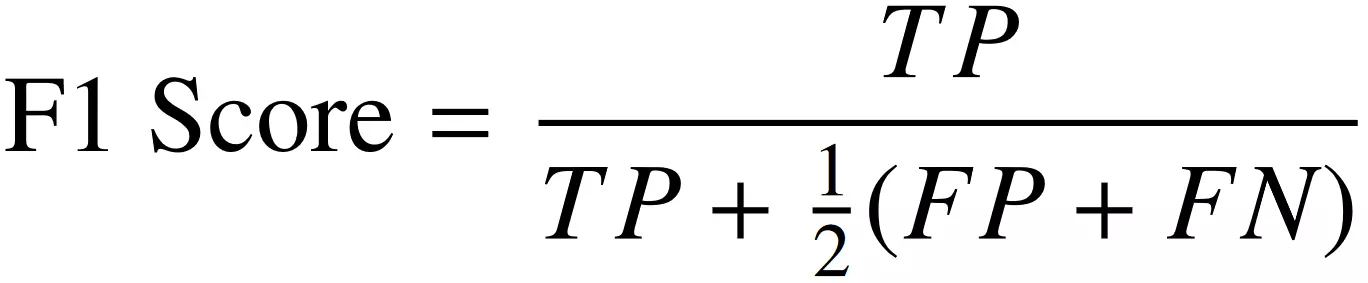 F1 Score = TP / TP + 1/2(FP + FN)